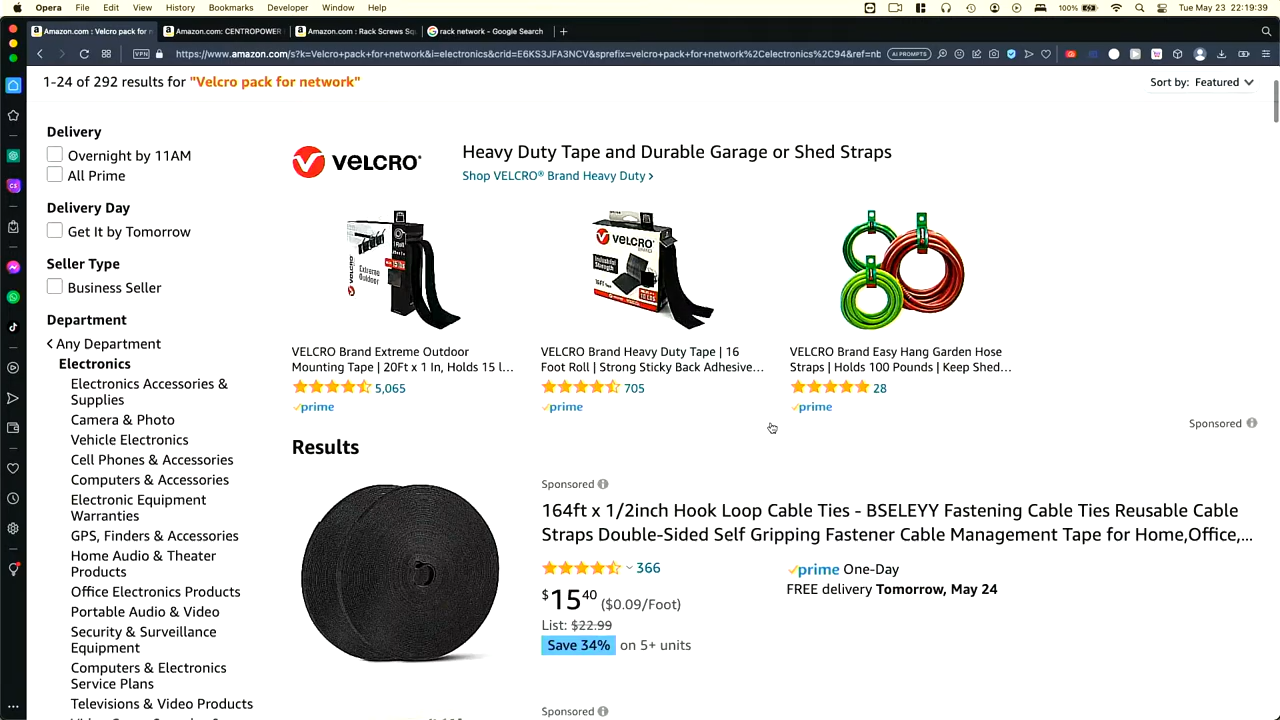 Opera File Edit View History Bookmarks Developer Window Help
100% Tue May 23 22:19:39
Amazon.com : Velcro pack for n
Amazon.com: CENTROPOWER
Amazon.com : Rack Screws Squ
rack network - Google Search
VPN https://www.amazon.com/s?k=Velcro+pack+for+network&i=electronics&crid=E6KS3JFA3NCV&sprefix=velcro+pack+for+network%2Celectronics%2C94&ref=nb AI PROMPTS
1-24 of 292 results for "Velcro pack for network"
Sort by: Featured
Delivery
Overnight by 11AM
All Prime
Delivery Day
Get It by Tomorrow
Seller Type
Business Seller
Department
Any Department
Electronics
Electronics Accessories &
Supplies
Camera & Photo
Vehicle Electronics
Cell Phones & Accessories
Computers & Accessories
Electronic Equipment
Warranties
GPS, Finders & Accessories
Home Audio & Theater
Products
Office Electronics Products
Portable Audio & Video
Security & Surveillance
Equipment
Computers & Electronics
Service Plans
Televisions & Video Products
VELCRO
Heavy Duty Tape and Durable Garage or Shed Straps
Shop VELCRO® Brand Heavy Duty ›
Extreme
Outdoor
VELCRO
VELCRO
Industrial
Strength
VELCRO Brand Extreme Outdoor
Mounting Tape | 20Ft x 1 In, Holds 15 l...
5,065
prime
VELCRO Brand Heavy Duty Tape | 16
Foot Roll | Strong Sticky Back Adhesive...
705
prime
VELCRO Brand Easy Hang Garden Hose
Straps | Holds 100 Pounds | Keep Shed...
28
prime
Sponsored
Results
Sponsored
164ft x 1/2inch Hook Loop Cable Ties - BSELEYY Fastening Cable Ties Reusable Cable
Straps Double-Sided Self Gripping Fastener Cable Management Tape for Home,Office,...
366
$15 40 ($0.09/Foot)
List: $22.99
Save 34% on 5+ units
prime One-Day
FREE delivery Tomorrow, May 24
Sponsored